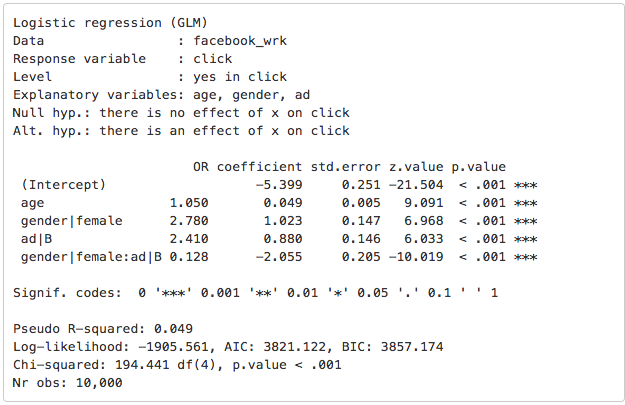 Logistic regression (GLM)
Data                 : facebook_wrk
Response variable    : click
Level                : yes in click
Explanatory variables: age, gender, ad
Null hyp.: there is no effect of x on click
Alt. hyp.: there is an effect of x on click

                       OR coefficient std.error z.value p.value
 (Intercept)                   -5.399     0.251 -21.504  < .001 ***
 age                1.050       0.049     0.005   9.091  < .001 ***
 gender|female      2.780       1.023     0.147   6.968  < .001 ***
 ad|B               2.410       0.880     0.146   6.033  < .001 ***
 gender|female:ad|B 0.128      -2.055     0.205 -10.019  < .001 ***

Signif. codes:  0 '***' 0.001 '**' 0.01 '*' 0.05 '.' 0.1 ' ' 1

Pseudo R-squared: 0.049
Log-likelihood: -1905.561, AIC: 3821.122, BIC: 3857.174
Chi-squared: 194.441 df(4), p.value < .001
Nr obs: 10,000